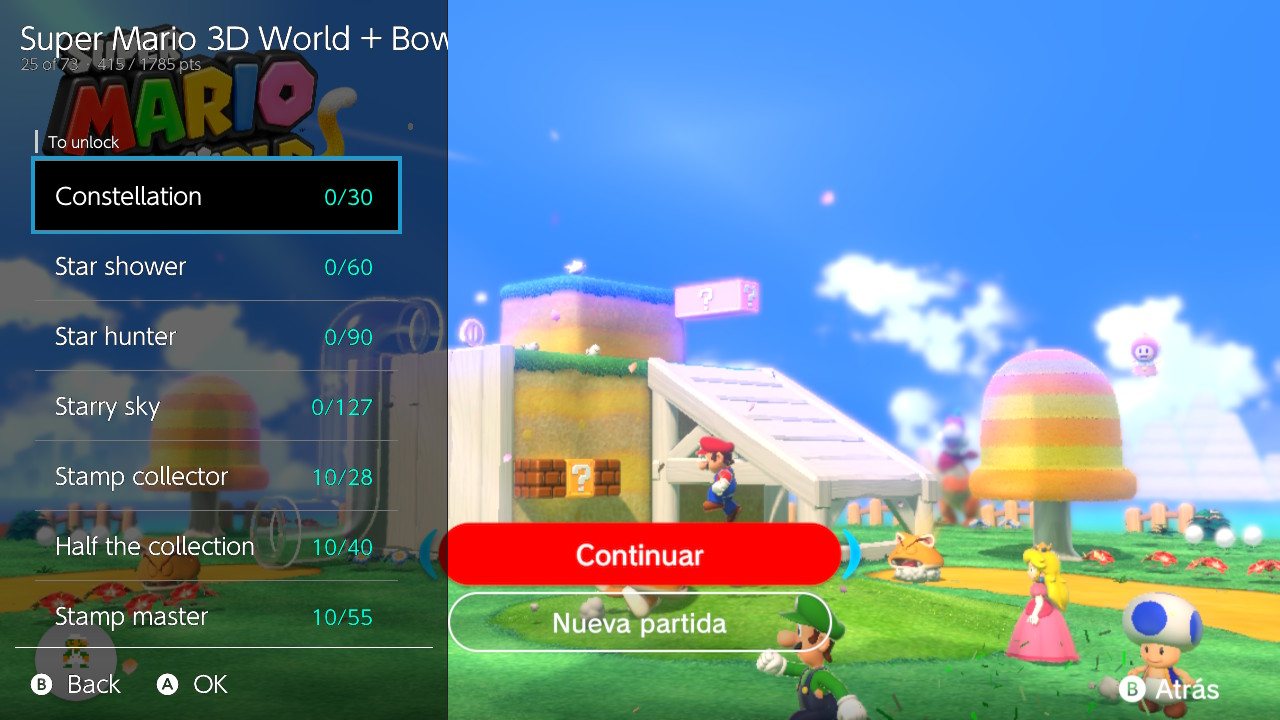 Super Mario 3D World + Bow
25 of 73 • 415 / 1785 pts
SUPER
MARIO
To unlock
Constellation 0/30
Star shower 0/60
Star hunter 0/90
Starry sky 0/127
Stamp collector 10/28
Half the collection 10/40
Stamp master 10/55
B Back A OK
? ?
?
Continuar
Nueva partida
B Atrás